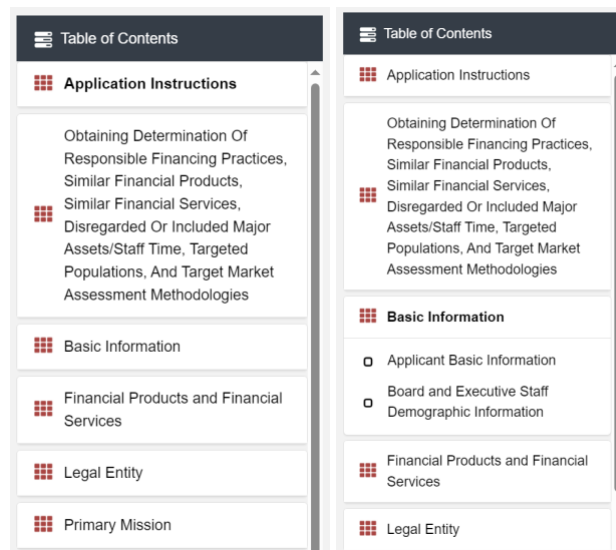 Table of Contents
Application Instructions
Obtaining Determination Of
Responsible Financing Practices,
Similar Financial Products,
Similar Financial Services,
Disregarded Or Included Major
Assets/Staff Time, Targeted
Populations, And Target Market
Assessment Methodologies
Basic Information
Financial Products and Financial
Services
Legal Entity
Primary Mission
Table of Contents
Application Instructions
Obtaining Determination Of
Responsible Financing Practices,
Similar Financial Products,
Similar Financial Services,
Disregarded Or Included Major
Assets/Staff Time, Targeted
Populations, And Target Market
Assessment Methodologies
Basic Information
Applicant Basic Information
Board and Executive Staff
Demographic Information
Financial Products and Financial
Services
Legal Entity